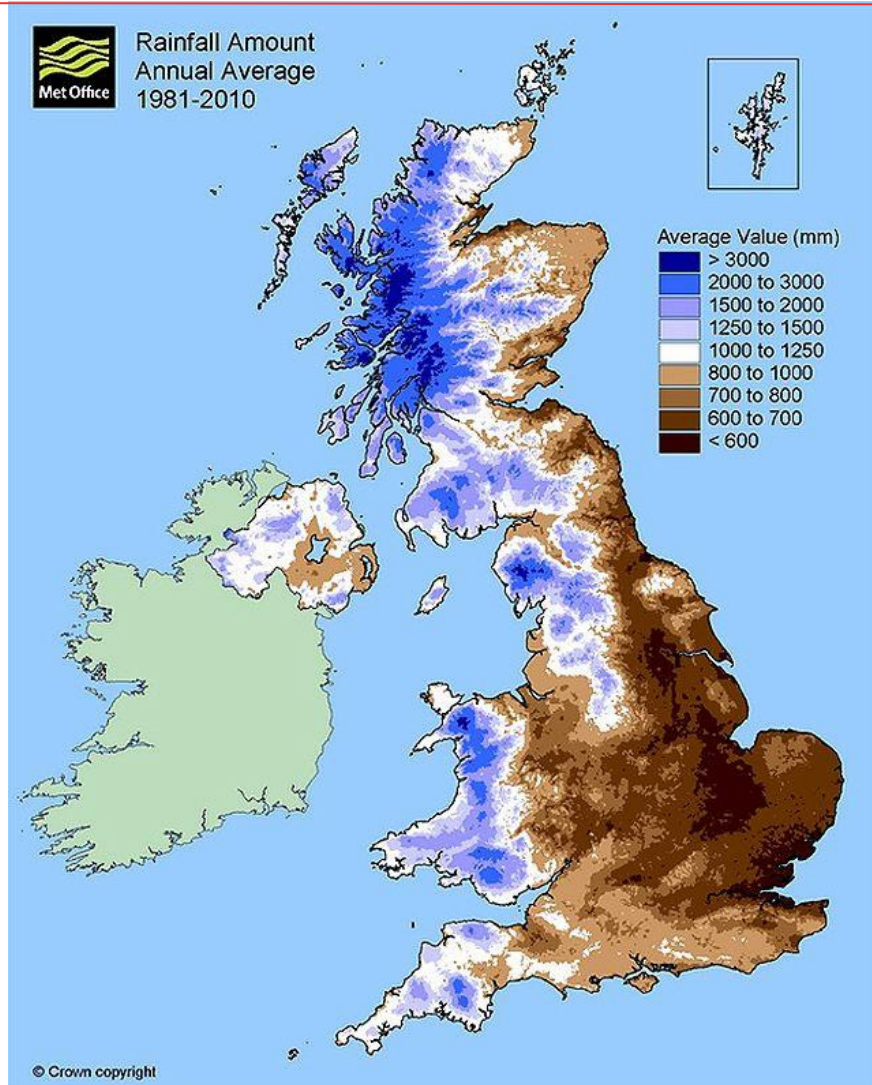 Met Office
Rainfall Amount
Annual Average
1981-2010
Average Value (mm)
> 3000
2000 to 3000
1500 to 2000
1250 to 1500
1000 to 1250
800 to 1000
700 to 800
600 to 700
< 600
© Crown copyright